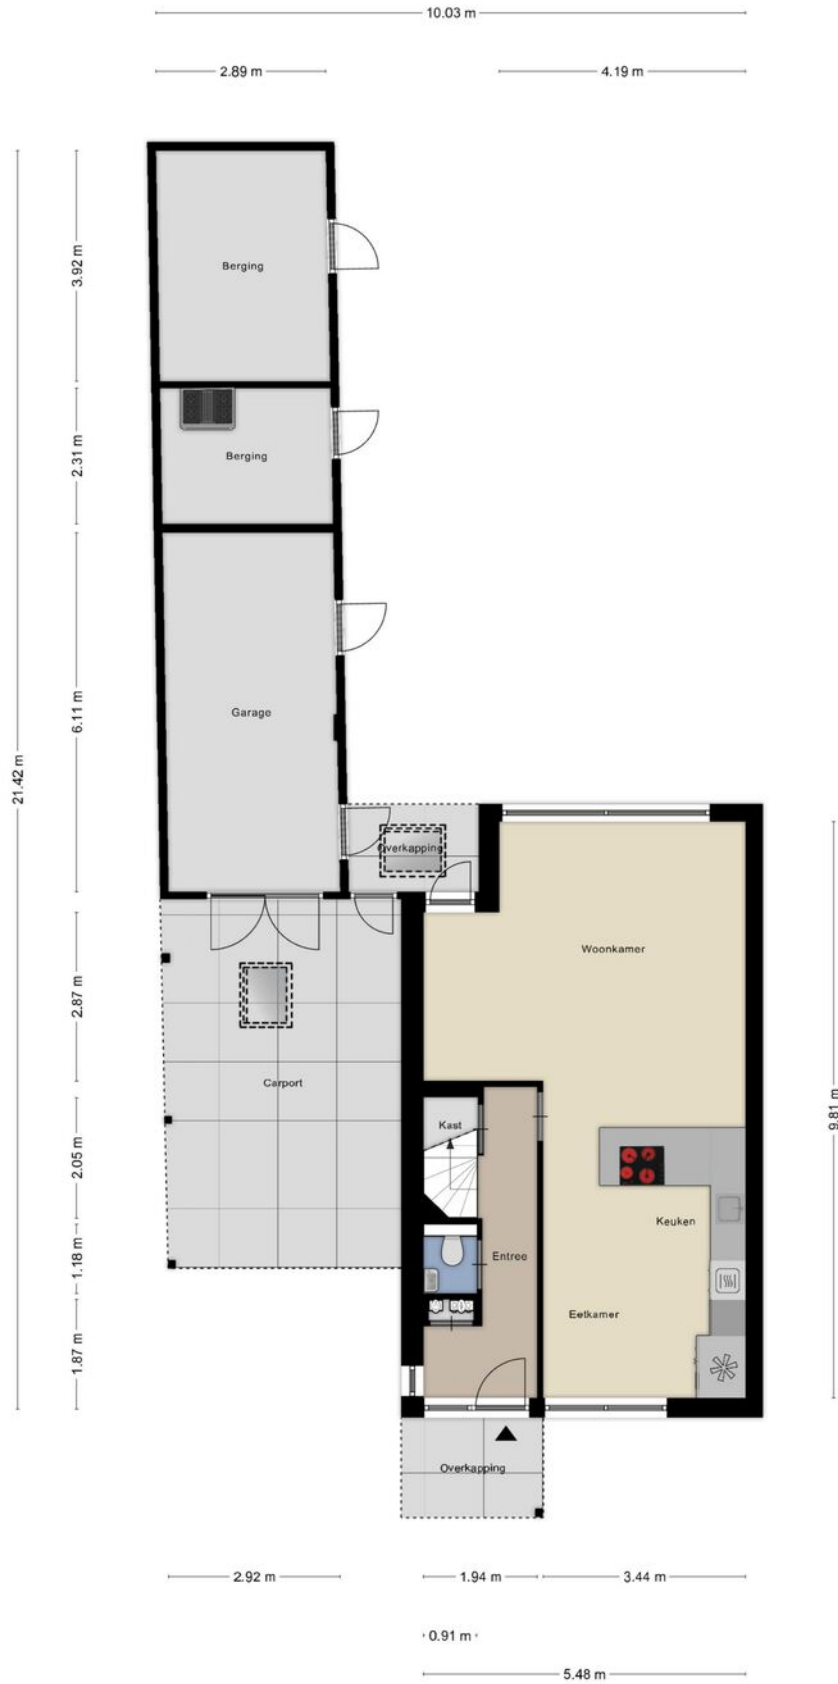 10.03 m
2.89 m
4.19 m
3.92 m
Berging
2.31 m
Berging
6.11 m
Garage
21.42 m
Overkapping
Woonkamer
2.87 m
Carport
9.81 m
Kast
2.05 m
Keuken
1.18 m
Entree
Eetkamer
1.87 m
Overkapping
2.92 m
1.94 m
3.44 m
0.91 m
5.48 m